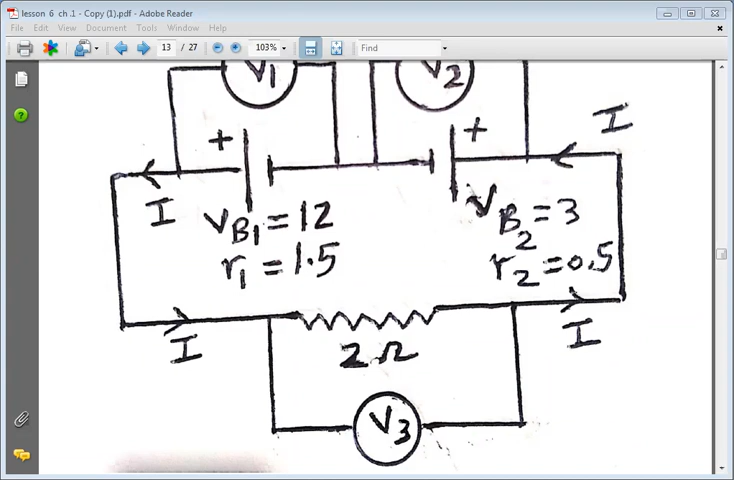 lesson 6 ch .1 - Copy (1).pdf - Adobe Reader
File Edit View Document Tools Window Help
13 / 27 103% Find
V1 V2
+ + I
I
VB1 = 12 VB2 = 3
r1 = 1.5 r2 = 0.5
I 2Ω I
V3